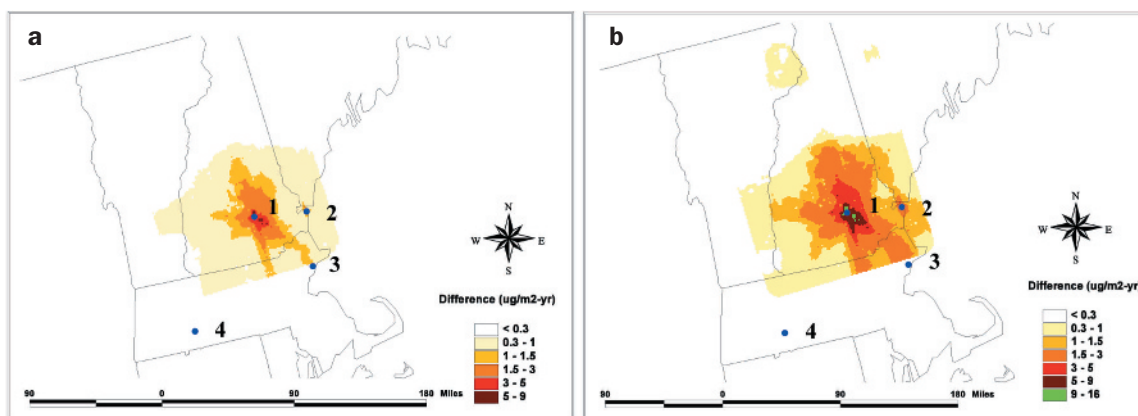 a
1
2
3
4
N
W E
S
Difference (ug/m2-yr)
< 0.3
0.3 - 1
1 - 1.5
1.5 - 3
3 - 5
5 - 9
90 0 90 180 Miles
b
1
2
3
4
N
W E
S
Difference (ug/m2-yr)
< 0.3
0.3 - 1
1 - 1.5
1.5 - 3
3 - 5
5 - 9
9 - 16
90 0 90 180 Miles